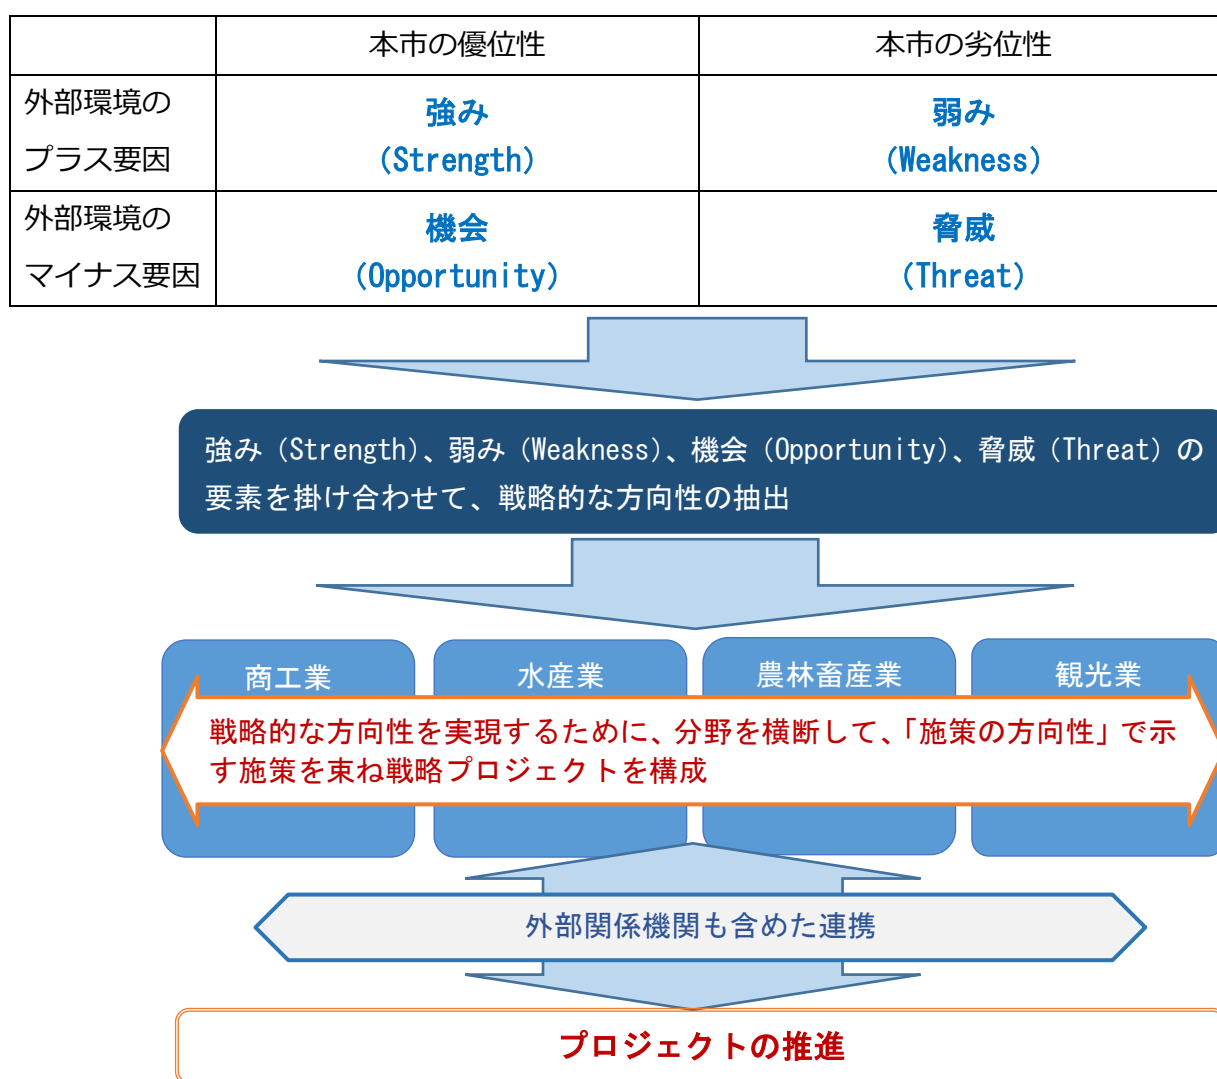 本市の優位性
本市の劣位性
外部環境の
プラス要因
強み
(Strength)
弱み
(Weakness)
外部環境の
マイナス要因
機会
(Opportunity)
脅威
(Threat)
強み（Strength）、弱み（Weakness）、機会（Opportunity）、脅威（Threat）の
要素を掛け合わせて、戦略的な方向性の抽出
商工業
水産業
農林畜産業
観光業
戦略的な方向性を実現するために、分野を横断して、「施策の方向性」で示
す施策を束ね戦略プロジェクトを構成
外部関係機関も含めた連携
プロジェクトの推進